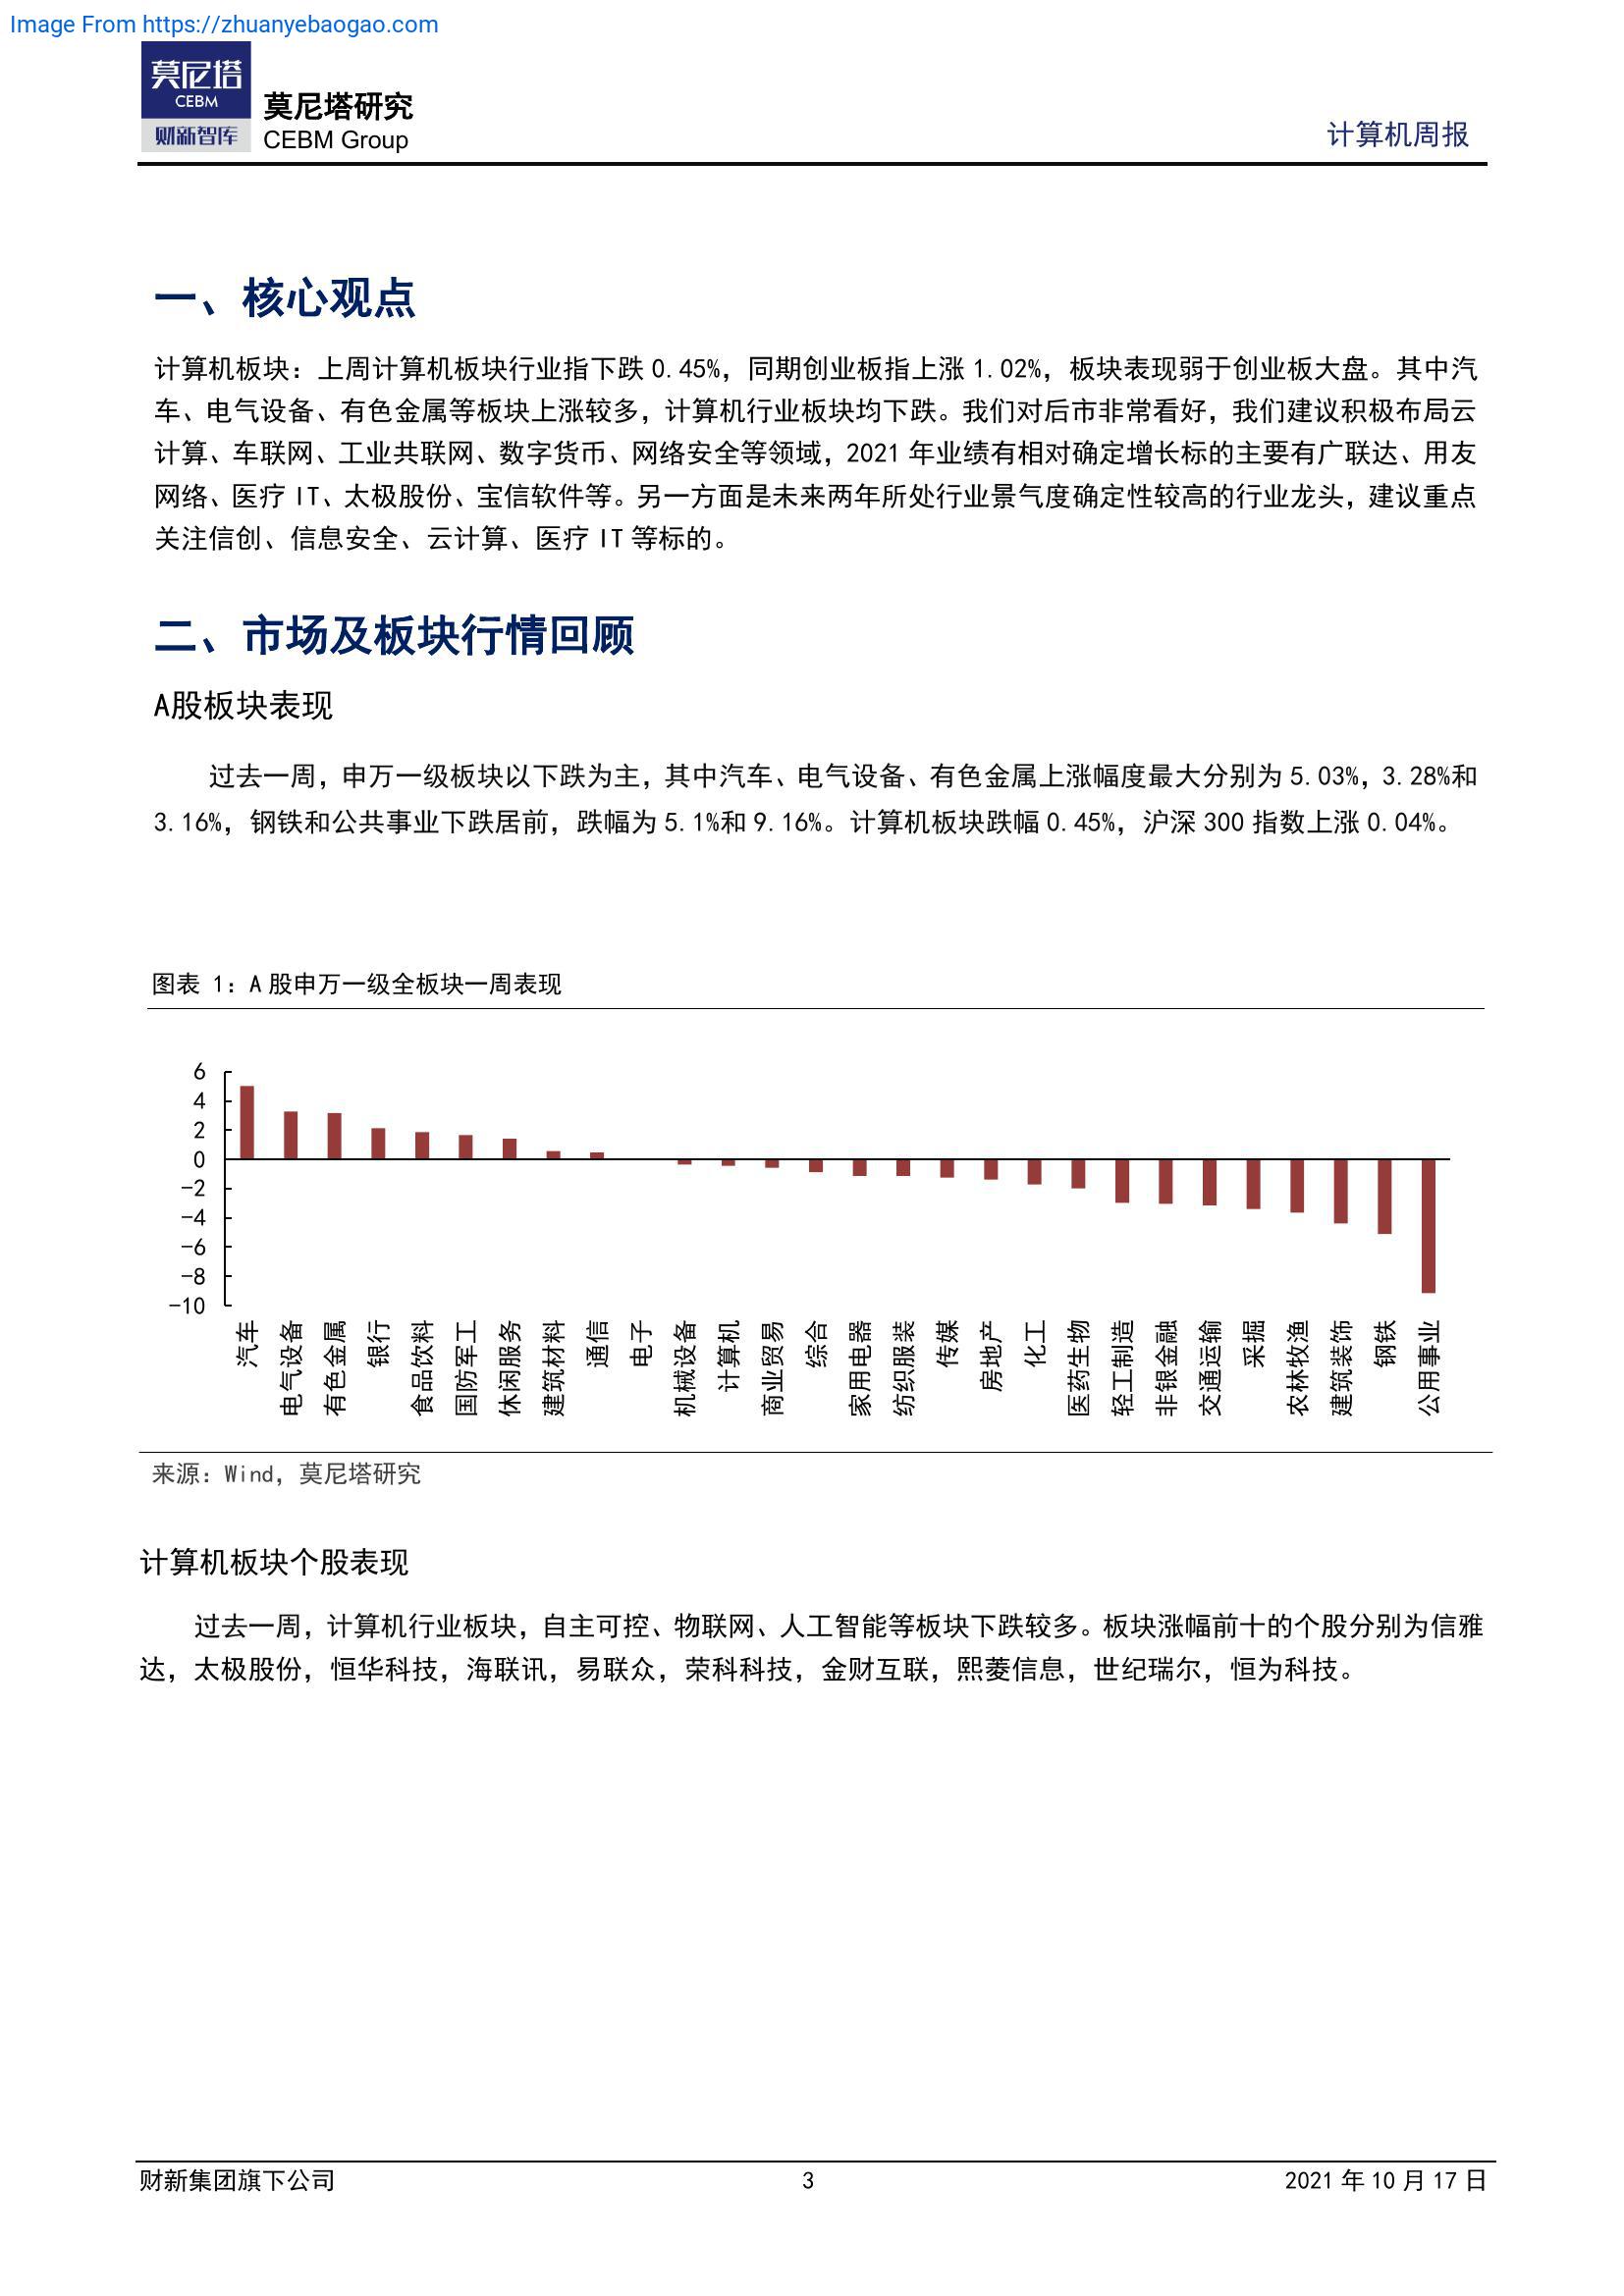 Image From https://zhuanyebaogao.com
莫尼塔
CEBM
财新智库
莫尼塔研究
CEBM Group
计算机周报
一、核心观点
计算机板块：上周计算机板块行业指下跌 0.45%，同期创业板指上涨 1.02%，板块表现弱于创业板大盘。其中汽
车、电气设备、有色金属等板块上涨较多，计算机行业板块均下跌。我们对后市非常看好，我们建议积极布局云
计算、车联网、工业共联网、数字货币、网络安全等领域，2021 年业绩有相对确定增长标的主要有广联达、用友
网络、医疗 IT、太极股份、宝信软件等。另一方面是未来两年所处行业景气度确定性较高的行业龙头，建议重点
关注信创、信息安全、云计算、医疗 IT 等标的。
二、市场及板块行情回顾
A股板块表现
过去一周，申万一级板块以下跌为主，其中汽车、电气设备、有色金属上涨幅度最大分别为 5.03%，3.28%和
3.16%，钢铁和公共事业下跌居前，跌幅为 5.1%和 9.16%。计算机板块跌幅 0.45%，沪深 300 指数上涨 0.04%。
图表 1：A 股申万一级全板块一周表现
6
4
2
0
-2
-4
-6
-8
-10
汽车
电气设备
有色金属
银行
食品饮料
国防军工
休闲服务
建筑材料
通信
电子
机械设备
计算机
商业贸易
综合
家用电器
纺织服装
传媒
房地产
化工
医药生物
轻工制造
非银金融
交通运输
采掘
农林牧渔
建筑装饰
钢铁
公用事业
来源：Wind，莫尼塔研究
计算机板块个股表现
过去一周，计算机行业板块，自主可控、物联网、人工智能等板块下跌较多。板块涨幅前十的个股分别为信雅
达，太极股份，恒华科技，海联讯，易联众，荣科科技，金财互联，熙菱信息，世纪瑞尔，恒为科技。
财新集团旗下公司
3
2021 年 10 月 17 日